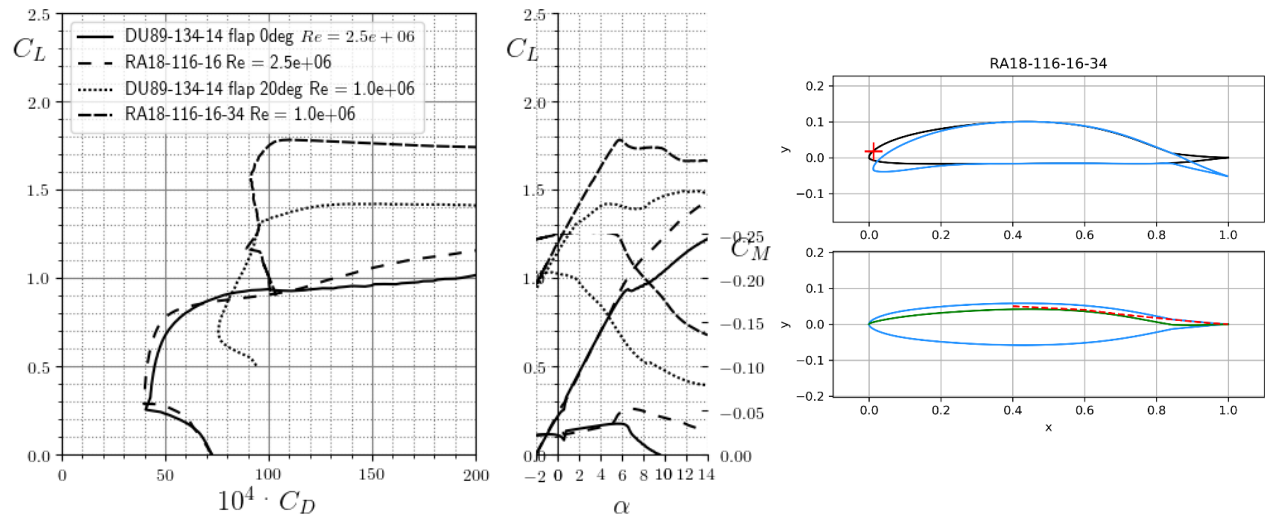 2.5
2.0
1.5
1.0
0.5
0.0
C_L
DU89-134-14 flap 0deg Re = 2.5e + 06
RA18-116-16 Re = 2.5e+06
DU89-134-14 flap 20deg Re = 1.0e+06
RA18-116-16-34 Re = 1.0e+06
0 50 100 150 200
10^4 · C_D
2.5
2.0
1.5
1.0
0.5
0.0
C_L
−0.25
−0.20
−0.15
−0.10
−0.05
0.00
C_M
−2 0 2 4 6 8 10 12 14
α
RA18-116-16-34
0.2
0.1
0.0
−0.1
y
0.0 0.2 0.4 0.6 0.8 1.0
0.2
0.1
0.0
−0.1
−0.2
y
0.0 0.2 0.4 0.6 0.8 1.0
x